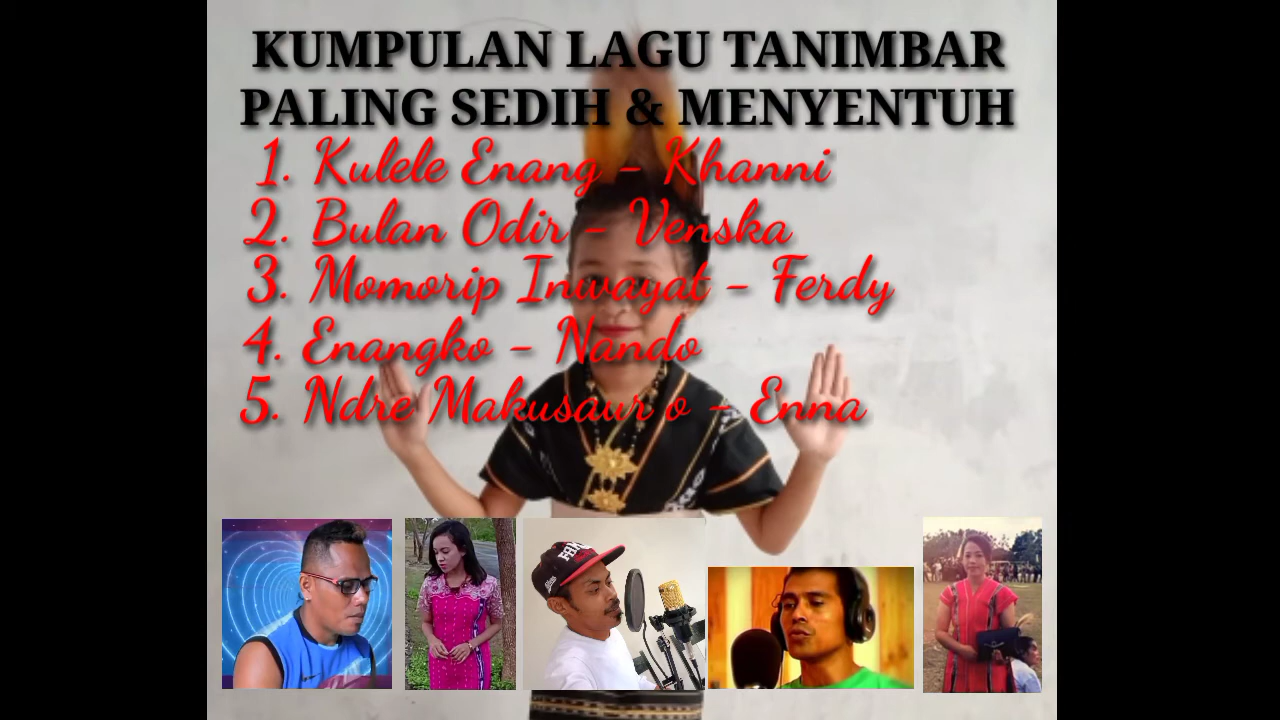 KUMPULAN LAGU TANIMBAR
PALING SEDIH & MENYENTUH
1. Kulele Enang - Khanni
2. Bulan Odir - Venska
3. Momorip Inwayat - Ferdy
4. Enangko - Nando
5. Ndre Makusaur o - Enna